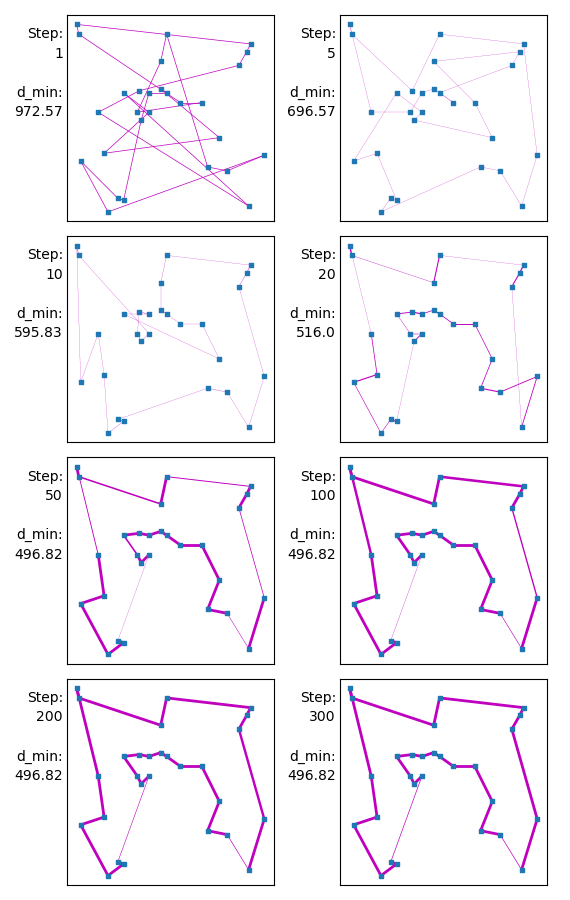 Step:
1
d_min:
972.57
Step:
5
d_min:
696.57
Step:
10
d_min:
595.83
Step:
20
d_min:
516.0
Step:
50
d_min:
496.82
Step:
100
d_min:
496.82
Step:
200
d_min:
496.82
Step:
300
d_min:
496.82